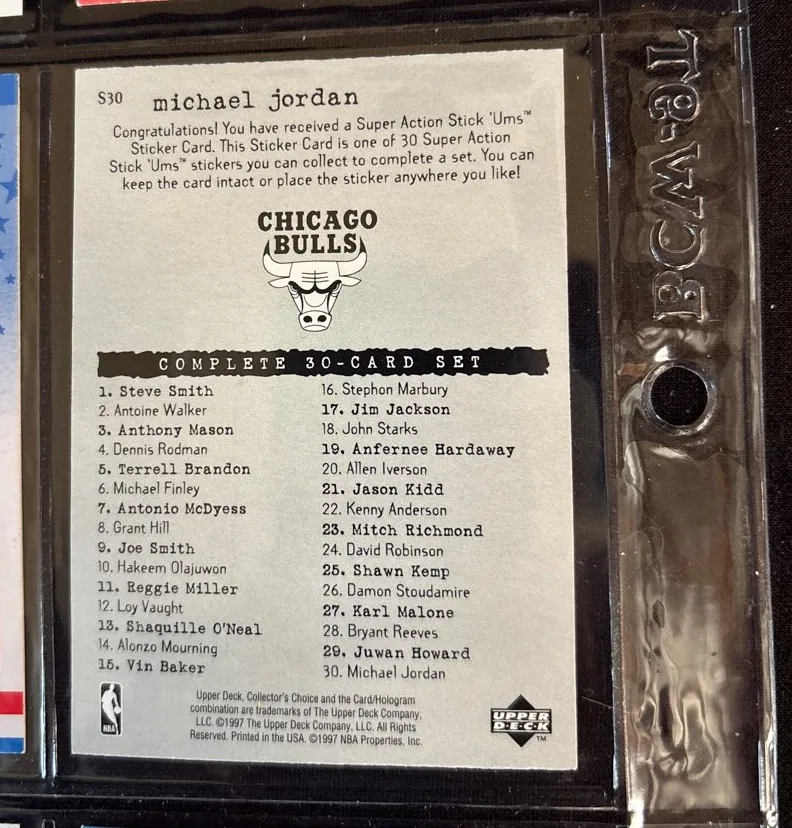 S30 michael jordan
Congratulations! You have received a Super Action Stick 'Ums™
Sticker Card. This Sticker Card is one of 30 Super Action
Stick 'Ums™ stickers you can collect to complete a set. You can
keep the card intact or place the sticker anywhere you like!
CHICAGO
BULLS
COMPLETE 30-CARD SET
1. Steve Smith
2. Antoine Walker
3. Anthony Mason
4. Dennis Rodman
5. Terrell Brandon
6. Michael Finley
7. Antonio McDyess
8. Grant Hill
9. Joe Smith
10. Hakeem Olajuwon
11. Reggie Miller
12. Loy Vaught
13. Shaquille O'Neal
14. Alonzo Mourning
15. Vin Baker
16. Stephon Marbury
17. Jim Jackson
18. John Starks
19. Anfernee Hardaway
20. Allen Iverson
21. Jason Kidd
22. Kenny Anderson
23. Mitch Richmond
24. David Robinson
25. Shawn Kemp
26. Damon Stoudamire
27. Karl Malone
28. Bryant Reeves
29. Juwan Howard
30. Michael Jordan
NBA
Upper Deck, Collector's Choice and the Card/Hologram
combination are trademarks of The Upper Deck Company,
LLC. ©1997 The Upper Deck Company, LLC. All Rights
Reserved. Printed in the USA. ©1997 NBA Properties, Inc.
UPPER
D·E·C·K
™
BCW-8T